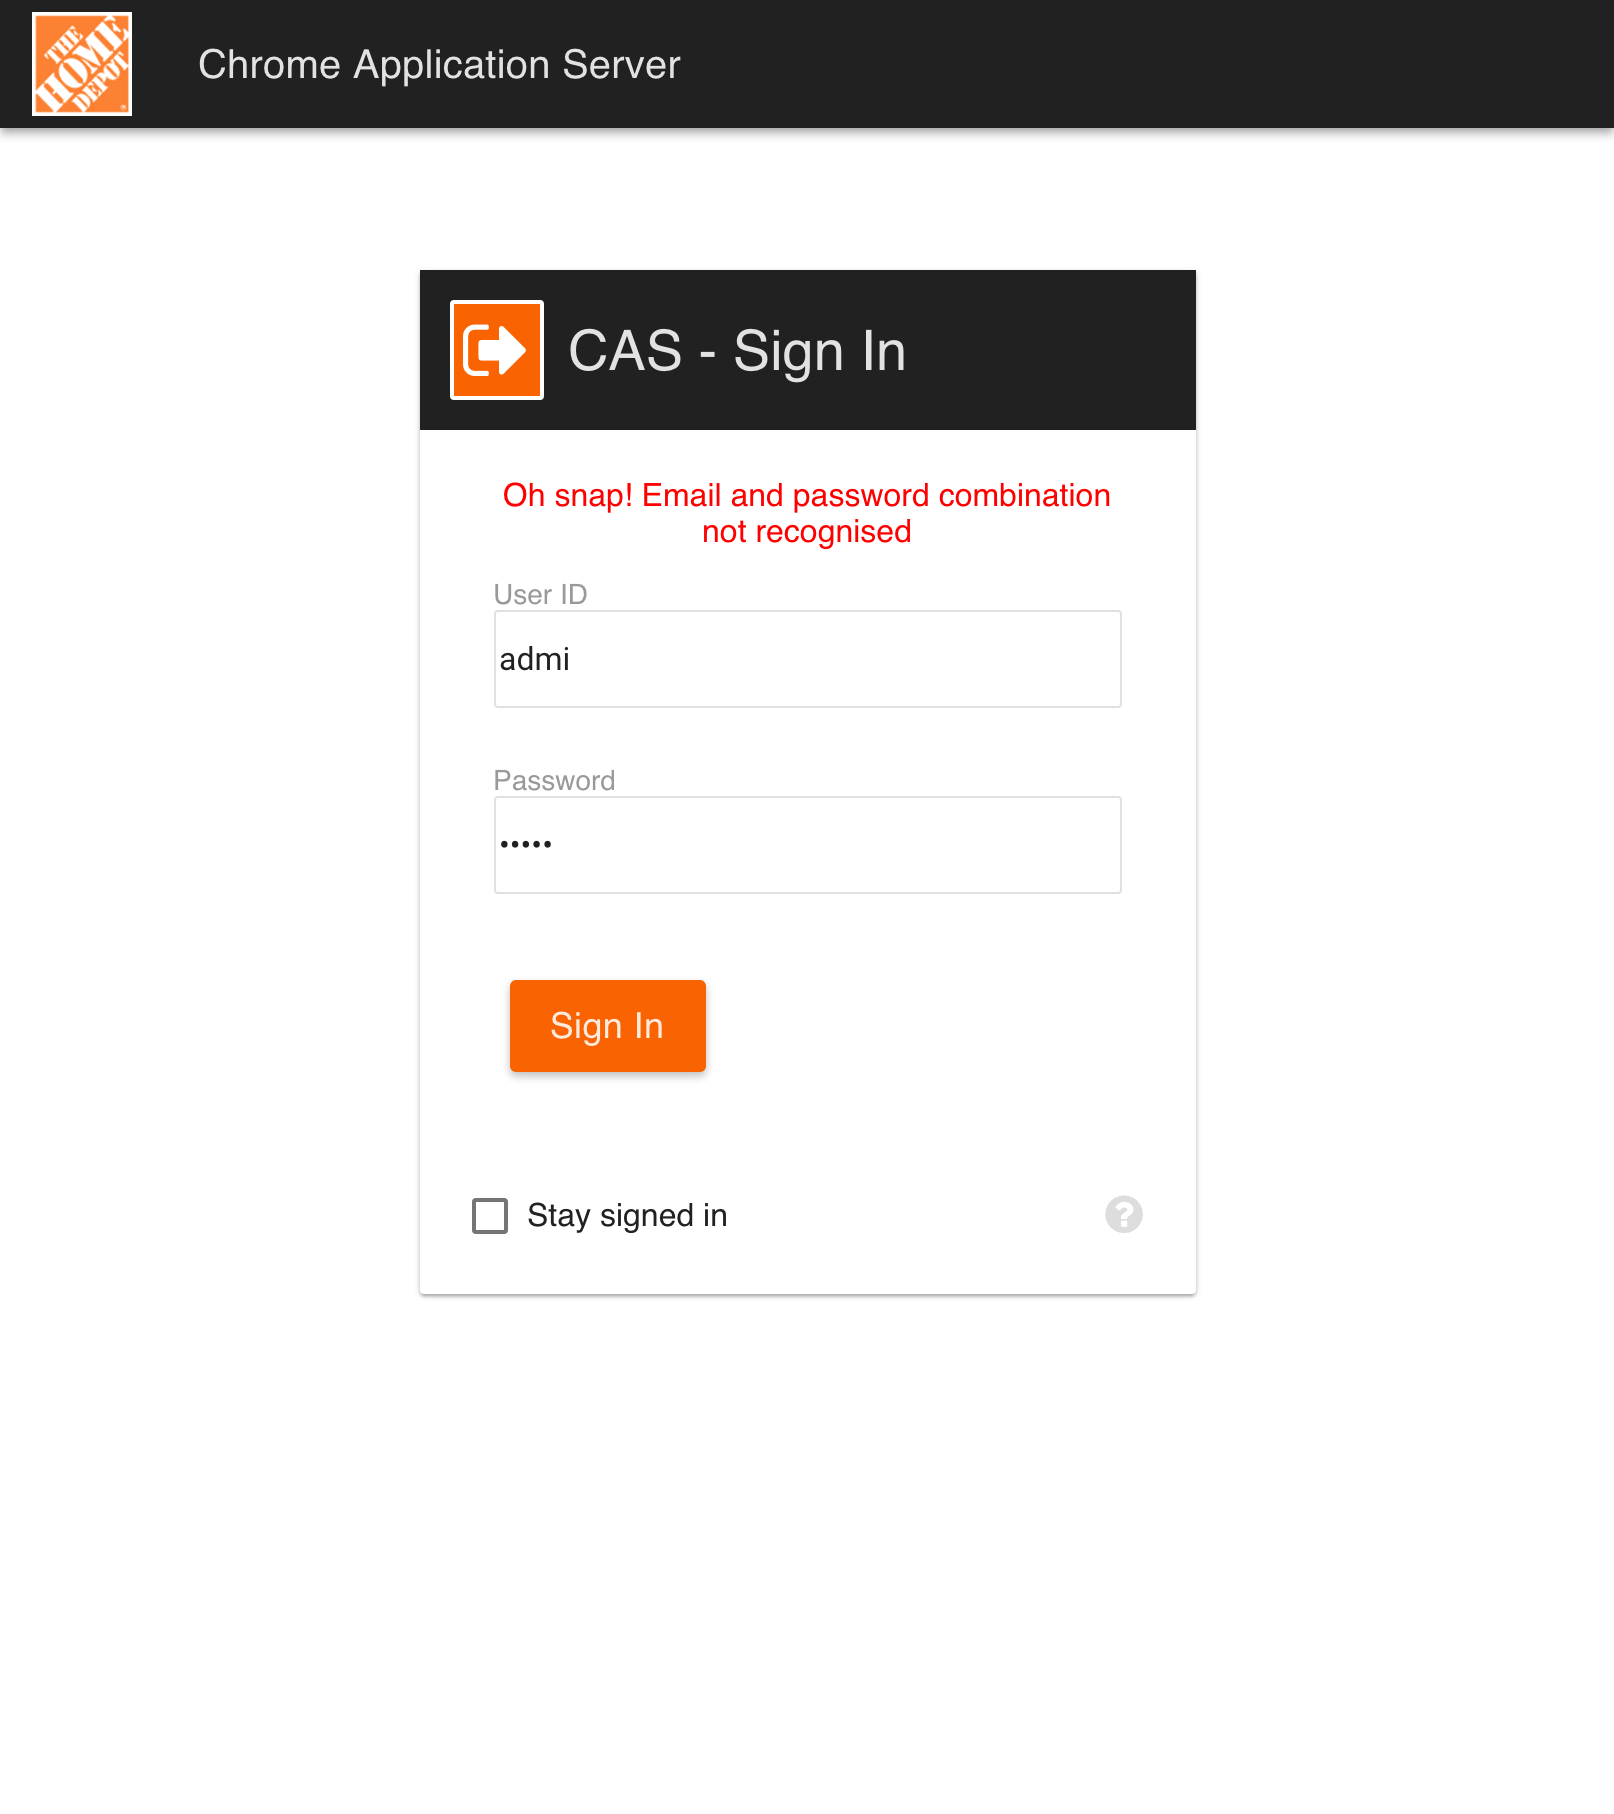 THE
HOME
DEPOT
Chrome Application Server
CAS - Sign In
Oh snap! Email and password combination
not recognised
User ID
admi
Password
•••••
Sign In
Stay signed in
?